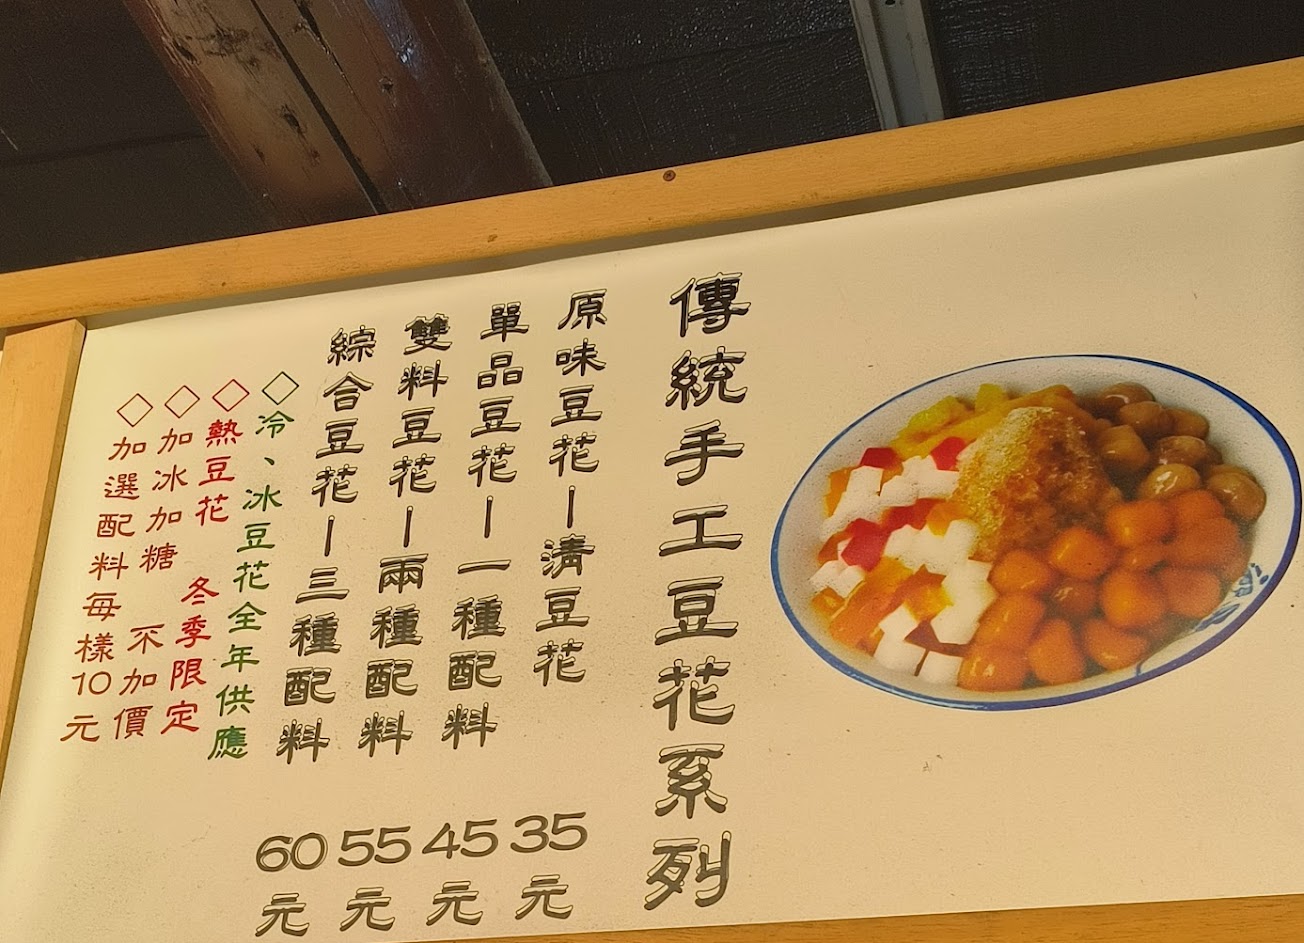 傳統手工豆花系列
原味豆花－清豆花 35元
單品豆花－一種配料 45元
雙料豆花－兩種配料 55元
綜合豆花－三種配料 60元
◇冷、冰豆花全年供應
◇熱豆花 冬季限定
◇加冰加糖 不加價
◇加選配料每樣10元